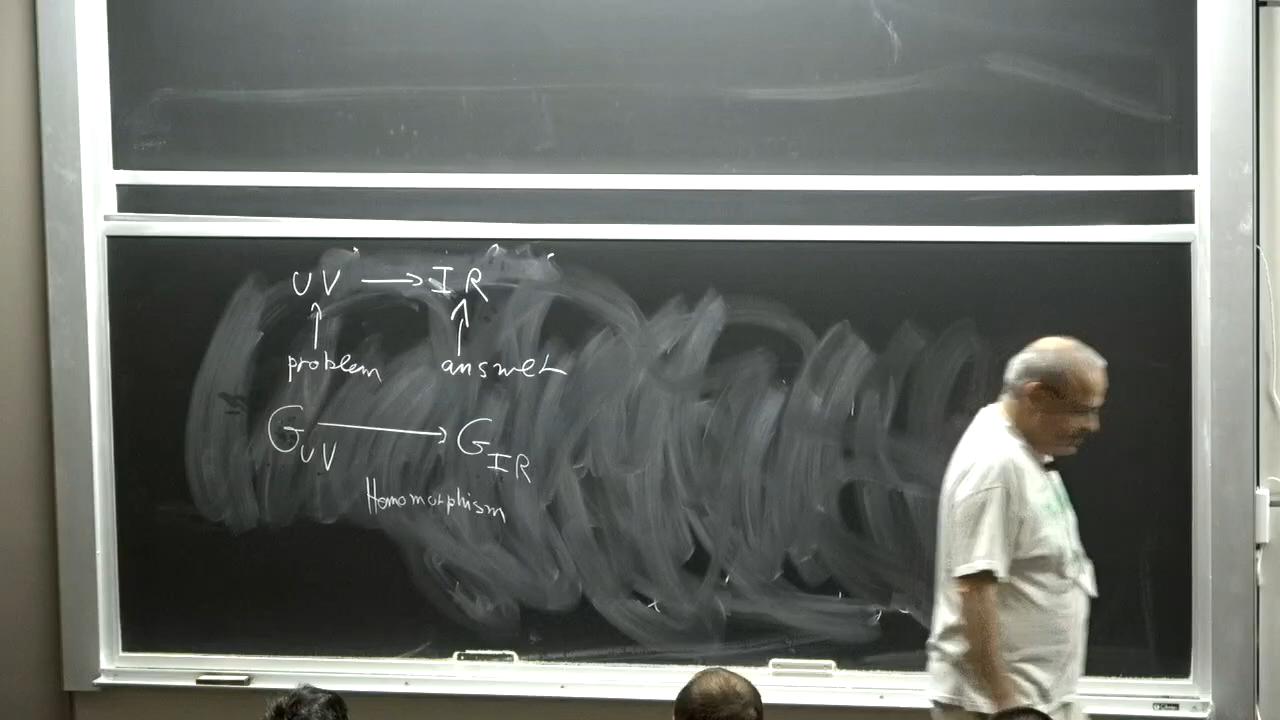 UV → IR
↑ ↑
problem answer
G_UV → G_IR
Homomorphism